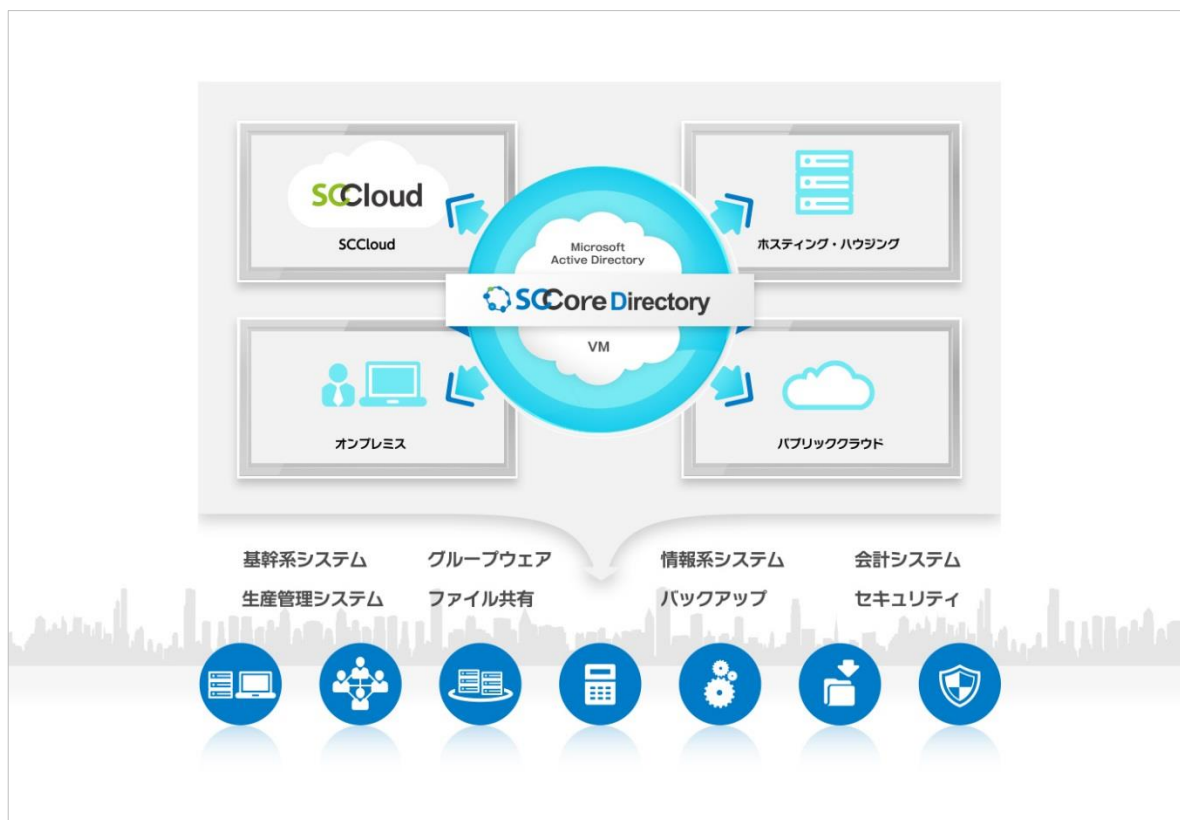 SCCloud
SCCloud
Microsoft
Active Directory
ホスティング・ハウジング
SCCore Directory
VM
オンプレミス
パブリッククラウド
基幹系システム
グループウェア
情報系システム
会計システム
生産管理システム
ファイル共有
バックアップ
セキュリティ